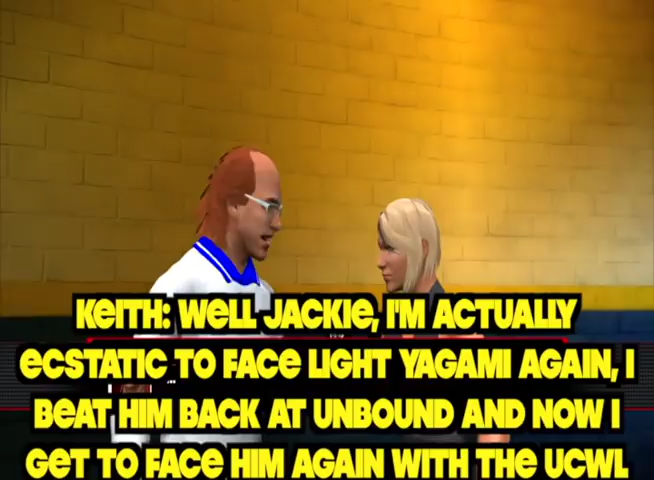 KEITH: WELL JACKIE, I'M ACTUALLY
ECSTATIC TO FACE LIGHT YAGAMI AGAIN, I
BEAT HIM BACK AT UNBOUND AND NOW I
GET TO FACE HIM AGAIN WITH THE UCWL